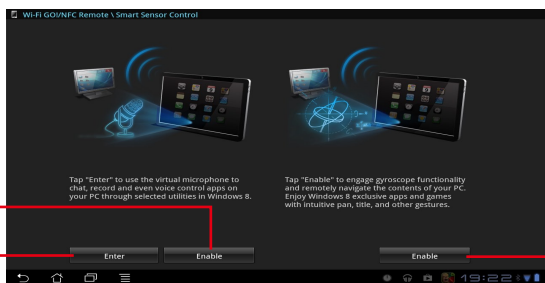 Wi-Fi GO!/NFC Remote \ Smart Sensor Control
Tap "Enter" to use the virtual microphone to
chat, record and even voice control apps on
your PC through selected utilities in Windows 8.
Tap "Enable" to engage gyroscope functionality
and remotely navigate the contents of your PC.
Enjoy Windows 8 exclusive apps and games
with intuitive pan, title, and other gestures.
Enter
Enable
Enable
19:22